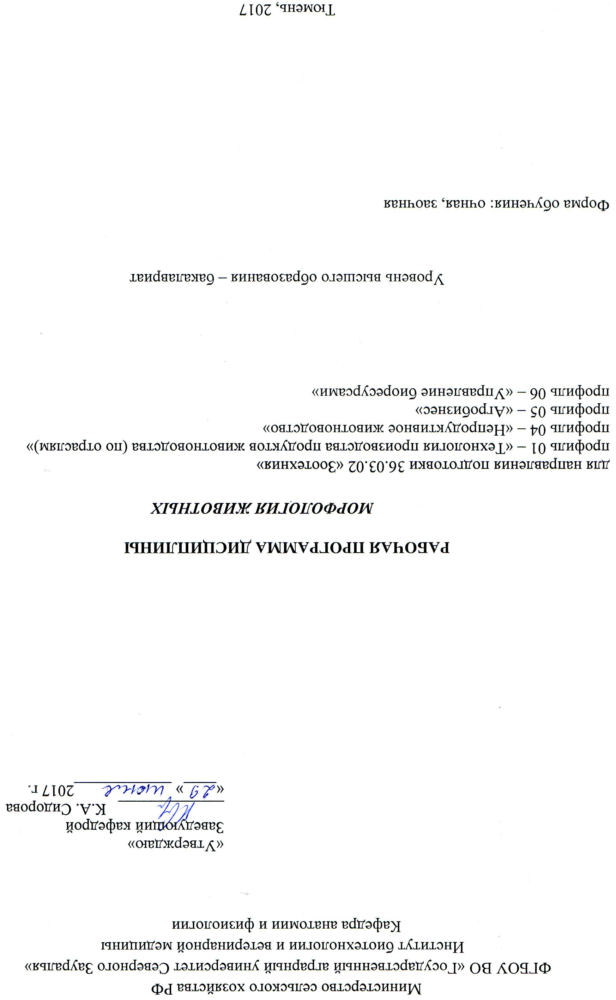 Министерство сельского хозяйства РФ
ФГБОУ ВО «Государственный аграрный университет Северного Зауралья»
Институт биотехнологии и ветеринарной медицины
Кафедра анатомии и физиологии
«Утверждаю»
Заведующий кафедрой
К.А. Сидорова
«29» июня 2017 г.
РАБОЧАЯ ПРОГРАММА ДИСЦИПЛИНЫ
МОРФОЛОГИЯ ЖИВОТНЫХ
для направления подготовки 36.03.02 «Зоотехния»
профиль 01 – «Технология производства продуктов животноводства (по отраслям)»
профиль 04 – «Непродуктивное животноводство»
профиль 05 – «Агробизнес»
профиль 06 – «Управление биоресурсами»
Уровень высшего образования – бакалавриат
Форма обучения: очная, заочная
Тюмень, 2017